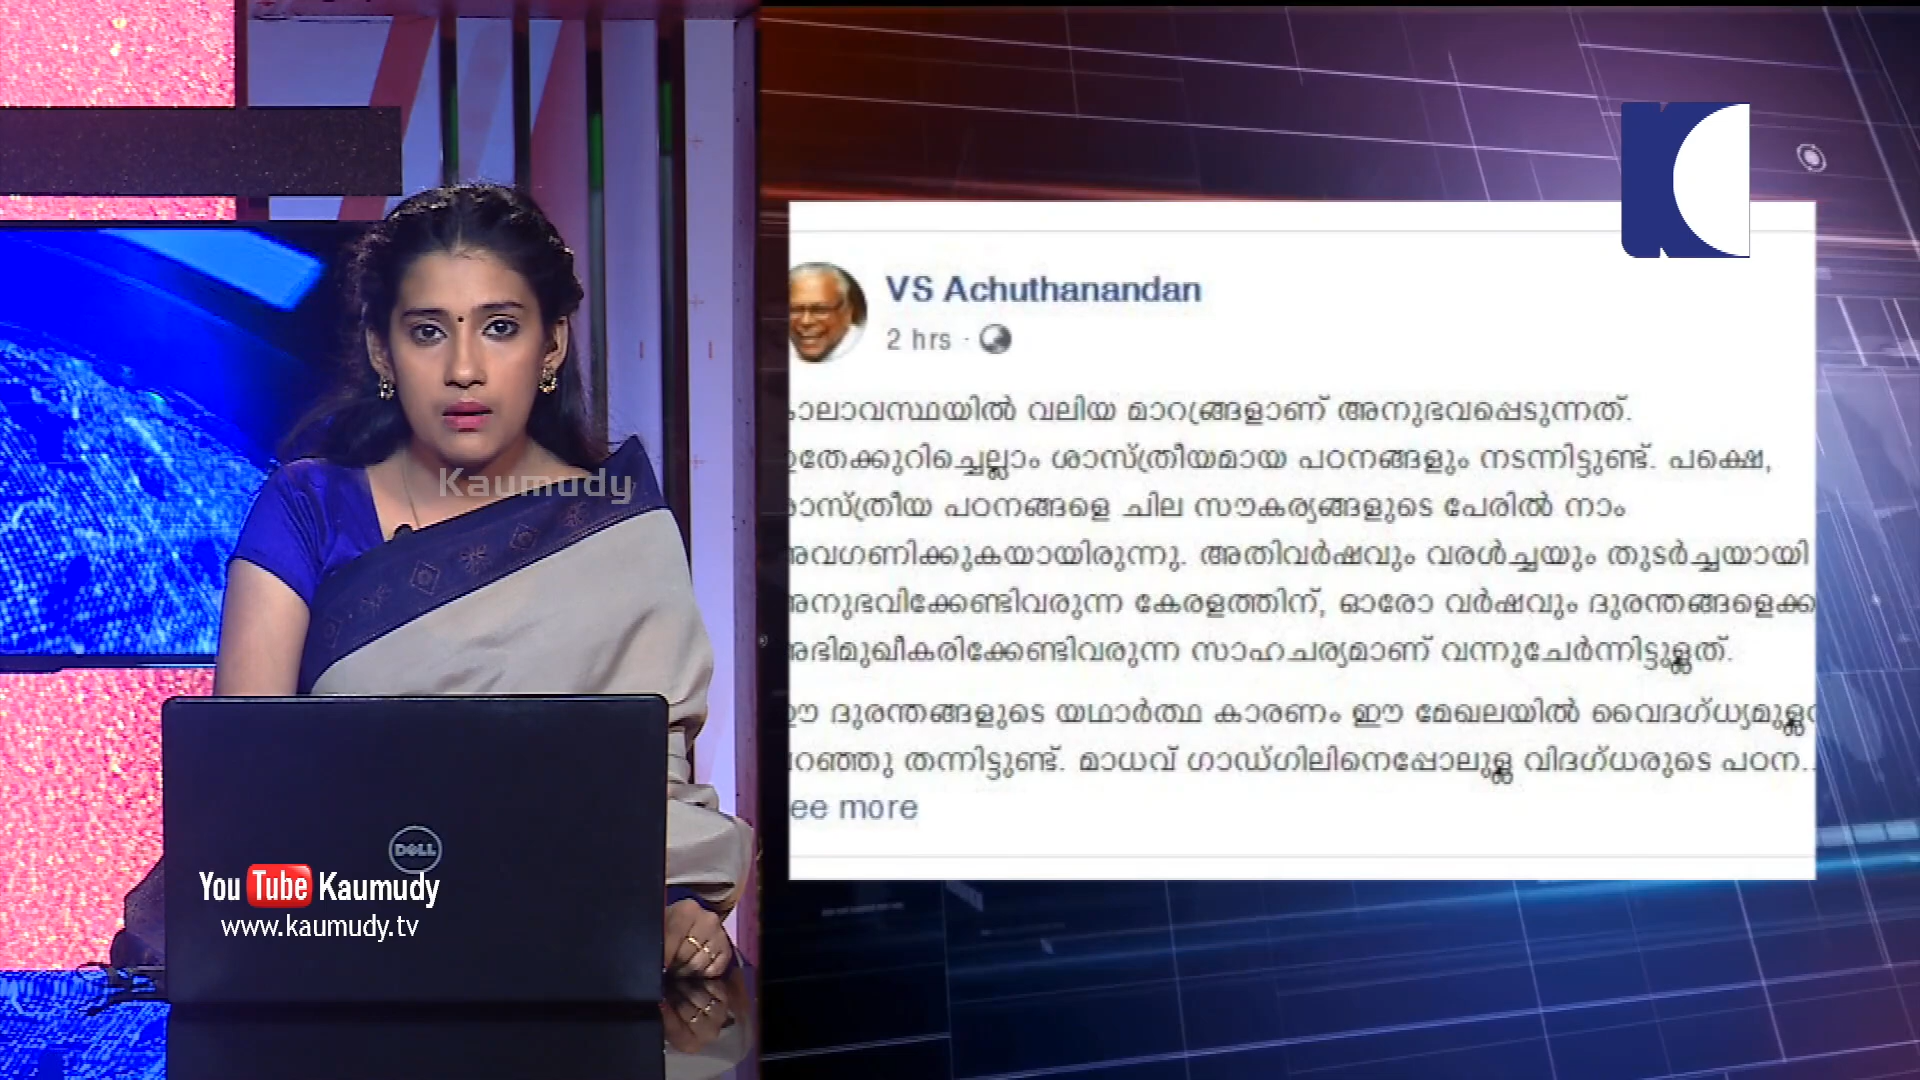 VS Achuthanandan
2 hrs ·
കാലാവസ്ഥയിൽ വലിയ മാറങ്ങ്രളാണ് അനുഭവപ്പെടുന്നത്.
ഇതേക്കുറിച്ചെല്ലാം ശാസ്ത്രീയമായ പഠനങ്ങളും നടന്നിട്ടുണ്ട്. പക്ഷെ,
ശാസ്ത്രീയ പഠനങ്ങളെ ചില സൗകര്യങ്ങളുടെ പേരിൽ നാം
അവഗണിക്കുകയായിരുന്നു. അതിവർഷവും വരൾച്ചയും തുടർച്ചയായി
അനുഭവിക്കേണ്ടിവരുന്ന കേരളത്തിന്, ഓരോ വർഷവും ദുരന്തങ്ങളെക്ക
അഭിമുഖീകരിക്കേണ്ടിവരുന്ന സാഹചര്യമാണ് വന്നുചേർന്നിട്ടുള്ളത്.
ഈ ദുരന്തങ്ങളുടെ യഥാർത്ഥ കാരണം ഈ മേഖലയിൽ വൈദഗ്ധ്യമുള്ള
പറഞ്ഞു തന്നിട്ടുണ്ട്. മാധവ് ഗാഡ്ഗിലിനെപ്പോലുള്ള വിദഗ്ധരുടെ പഠന...
ee more
Kaumudy
DELL
You Tube Kaumudy
www.kaumudy.tv